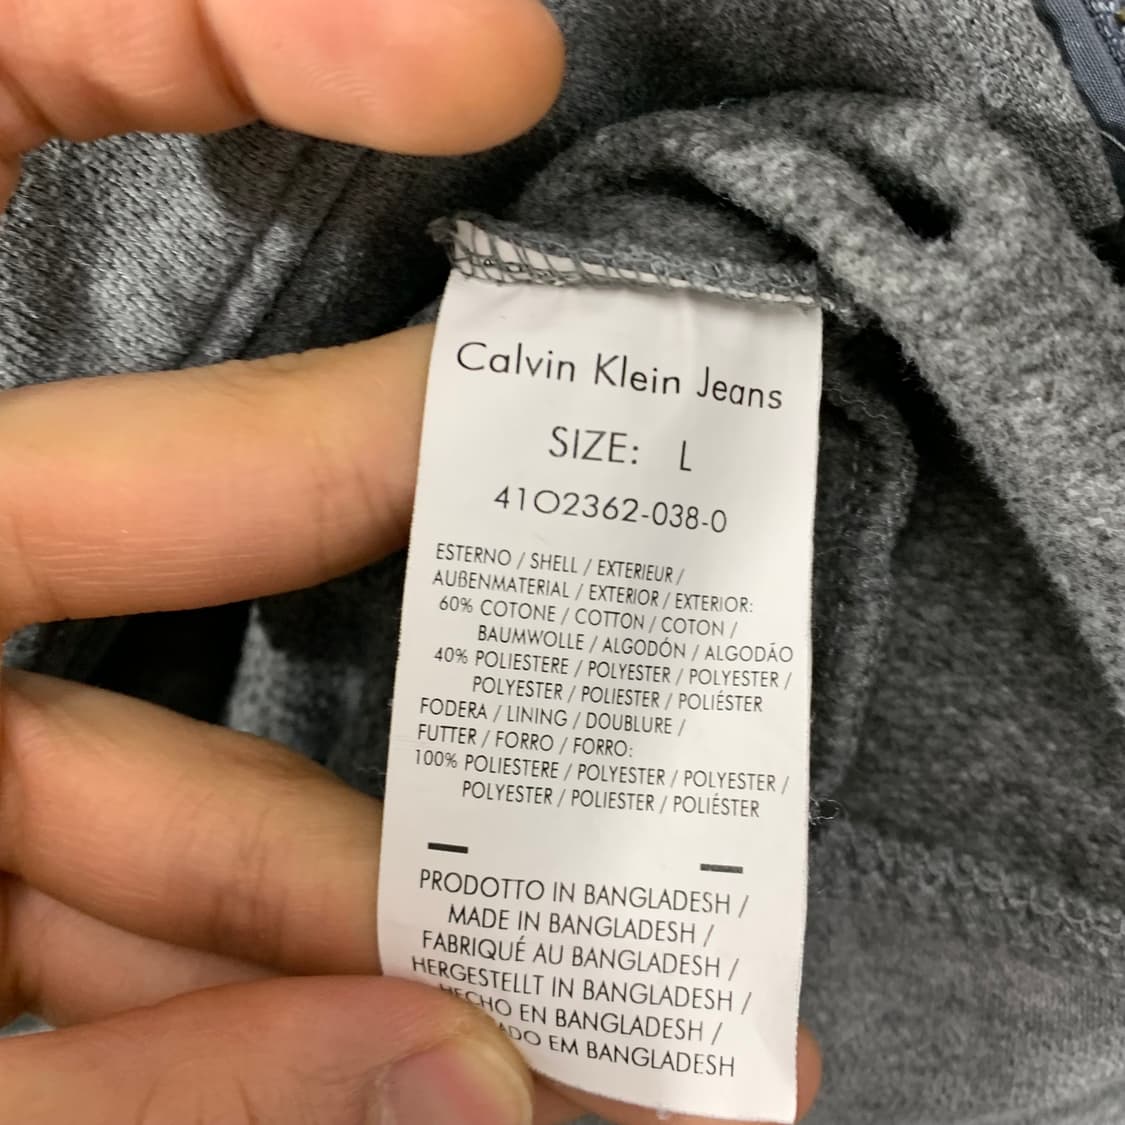 Calvin Klein Jeans
SIZE: L
41O2362-038-0
ESTERNO / SHELL / EXTERIEUR /
AUßENMATERIAL / EXTERIOR / EXTERIOR:
60% COTONE / COTTON / COTON /
BAUMWOLLE / ALGODÓN / ALGODÃO
40% POLIESTERE / POLYESTER / POLYESTER /
POLYESTER / POLIESTER / POLIÉSTER
FODERA / LINING / DOUBLURE /
FUTTER / FORRO / FORRO:
100% POLIESTERE / POLYESTER / POLYESTER /
POLYESTER / POLIESTER / POLIÉSTER
PRODOTTO IN BANGLADESH /
MADE IN BANGLADESH /
FABRIQUÉ AU BANGLADESH /
HERGESTELLT IN BANGLADESH /
HECHO EN BANGLADESH /
EM BANGLADESH